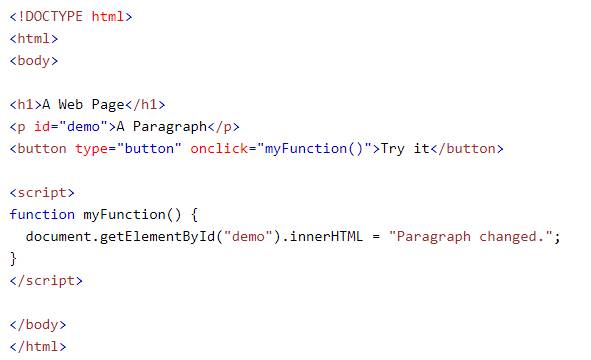 <!DOCTYPE html>
<html>
<body>
<h1>A Web Page</h1>
<p id="demo">A Paragraph</p>
<button type="button" onclick="myFunction()">Try it</button>
<script>
function myFunction() {
  document.getElementById("demo").innerHTML = "Paragraph changed.";
}
</script>
</body>
</html>